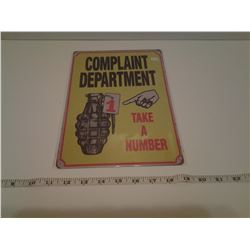 COMPLAINT
DEPARTMENT
1
TAKE
A
NUMBER